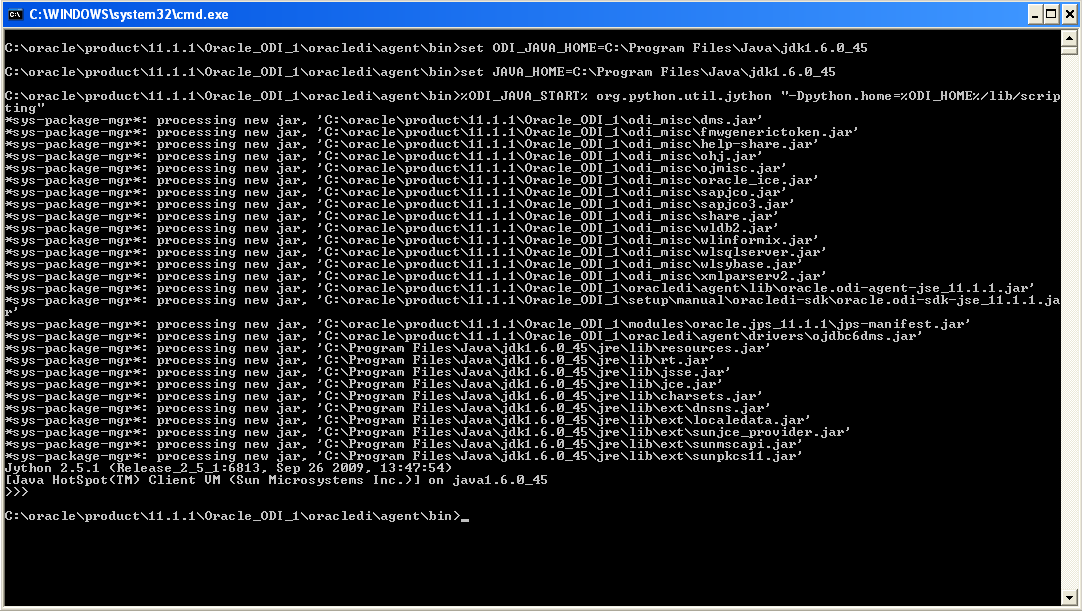 C:\WINDOWS\system32\cmd.exe
C:\oracle\product\11.1.1\Oracle_ODI_1\oracledi\agent\bin>set ODI_JAVA_HOME=C:\Program Files\Java\jdk1.6.0_45
C:\oracle\product\11.1.1\Oracle_ODI_1\oracledi\agent\bin>set JAVA_HOME=C:\Program Files\Java\jdk1.6.0_45
C:\oracle\product\11.1.1\Oracle_ODI_1\oracledi\agent\bin>%ODI_JAVA_START% org.python.util.jython "-Dpython.home=%ODI_HOME%/lib/scrip
ting"
*sys-package-mgr*: processing new jar, 'C:\oracle\product\11.1.1\Oracle_ODI_1\odi_misc\dms.jar'
*sys-package-mgr*: processing new jar, 'C:\oracle\product\11.1.1\Oracle_ODI_1\odi_misc\fmwgenerictoken.jar'
*sys-package-mgr*: processing new jar, 'C:\oracle\product\11.1.1\Oracle_ODI_1\odi_misc\help-share.jar'
*sys-package-mgr*: processing new jar, 'C:\oracle\product\11.1.1\Oracle_ODI_1\odi_misc\ohj.jar'
*sys-package-mgr*: processing new jar, 'C:\oracle\product\11.1.1\Oracle_ODI_1\odi_misc\ojmisc.jar'
*sys-package-mgr*: processing new jar, 'C:\oracle\product\11.1.1\Oracle_ODI_1\odi_misc\oracle_ice.jar'
*sys-package-mgr*: processing new jar, 'C:\oracle\product\11.1.1\Oracle_ODI_1\odi_misc\sapjco.jar'
*sys-package-mgr*: processing new jar, 'C:\oracle\product\11.1.1\Oracle_ODI_1\odi_misc\sapjco3.jar'
*sys-package-mgr*: processing new jar, 'C:\oracle\product\11.1.1\Oracle_ODI_1\odi_misc\share.jar'
*sys-package-mgr*: processing new jar, 'C:\oracle\product\11.1.1\Oracle_ODI_1\odi_misc\wldb2.jar'
*sys-package-mgr*: processing new jar, 'C:\oracle\product\11.1.1\Oracle_ODI_1\odi_misc\wlinformix.jar'
*sys-package-mgr*: processing new jar, 'C:\oracle\product\11.1.1\Oracle_ODI_1\odi_misc\wlsqlserver.jar'
*sys-package-mgr*: processing new jar, 'C:\oracle\product\11.1.1\Oracle_ODI_1\odi_misc\wlsybase.jar'
*sys-package-mgr*: processing new jar, 'C:\oracle\product\11.1.1\Oracle_ODI_1\odi_misc\xmlparserv2.jar'
*sys-package-mgr*: processing new jar, 'C:\oracle\product\11.1.1\Oracle_ODI_1\oracledi\agent\lib\oracle.odi-agent-jse_11.1.1.jar'
*sys-package-mgr*: processing new jar, 'C:\oracle\product\11.1.1\Oracle_ODI_1\setup\manual\oracledi-sdk\oracle.odi-sdk-jse_11.1.1.ja
r'
*sys-package-mgr*: processing new jar, 'C:\oracle\product\11.1.1\Oracle_ODI_1\modules\oracle.jps_11.1.1\jps-manifest.jar'
*sys-package-mgr*: processing new jar, 'C:\oracle\product\11.1.1\Oracle_ODI_1\oracledi\agent\drivers\ojdbc6dms.jar'
*sys-package-mgr*: processing new jar, 'C:\Program Files\Java\jdk1.6.0_45\jre\lib\resources.jar'
*sys-package-mgr*: processing new jar, 'C:\Program Files\Java\jdk1.6.0_45\jre\lib\rt.jar'
*sys-package-mgr*: processing new jar, 'C:\Program Files\Java\jdk1.6.0_45\jre\lib\jsse.jar'
*sys-package-mgr*: processing new jar, 'C:\Program Files\Java\jdk1.6.0_45\jre\lib\jce.jar'
*sys-package-mgr*: processing new jar, 'C:\Program Files\Java\jdk1.6.0_45\jre\lib\charsets.jar'
*sys-package-mgr*: processing new jar, 'C:\Program Files\Java\jdk1.6.0_45\jre\lib\ext\dnsns.jar'
*sys-package-mgr*: processing new jar, 'C:\Program Files\Java\jdk1.6.0_45\jre\lib\ext\localedata.jar'
*sys-package-mgr*: processing new jar, 'C:\Program Files\Java\jdk1.6.0_45\jre\lib\ext\sunjce_provider.jar'
*sys-package-mgr*: processing new jar, 'C:\Program Files\Java\jdk1.6.0_45\jre\lib\ext\sunmscapi.jar'
*sys-package-mgr*: processing new jar, 'C:\Program Files\Java\jdk1.6.0_45\jre\lib\ext\sunpkcs11.jar'
Jython 2.5.1 (Release_2_5_1:6813, Sep 26 2009, 13:47:54)
[Java HotSpot(TM) Client VM (Sun Microsystems Inc.)] on java1.6.0_45
>>>
C:\oracle\product\11.1.1\Oracle_ODI_1\oracledi\agent\bin>_